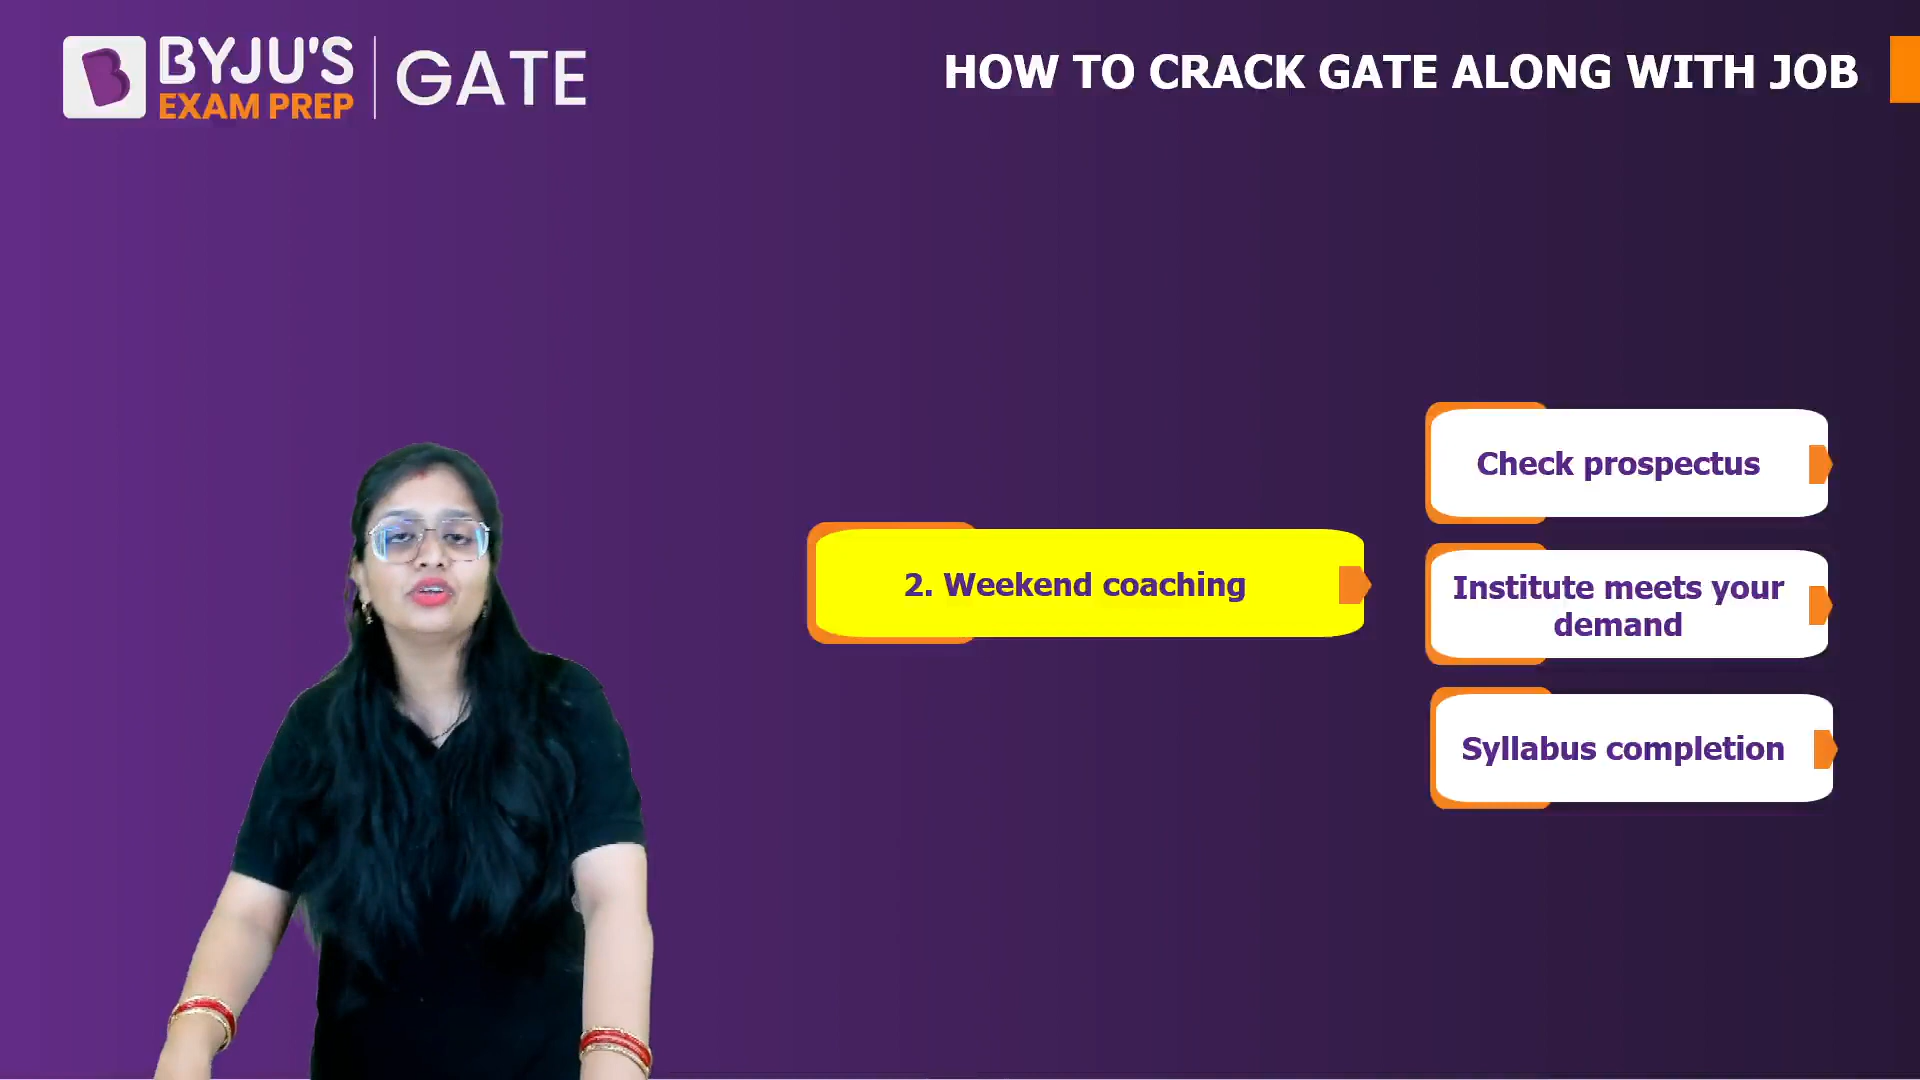 BYJU'S
EXAM PREP
GATE
HOW TO CRACK GATE ALONG WITH JOB
2. Weekend coaching
Check prospectus
Institute meets your
demand
Syllabus completion